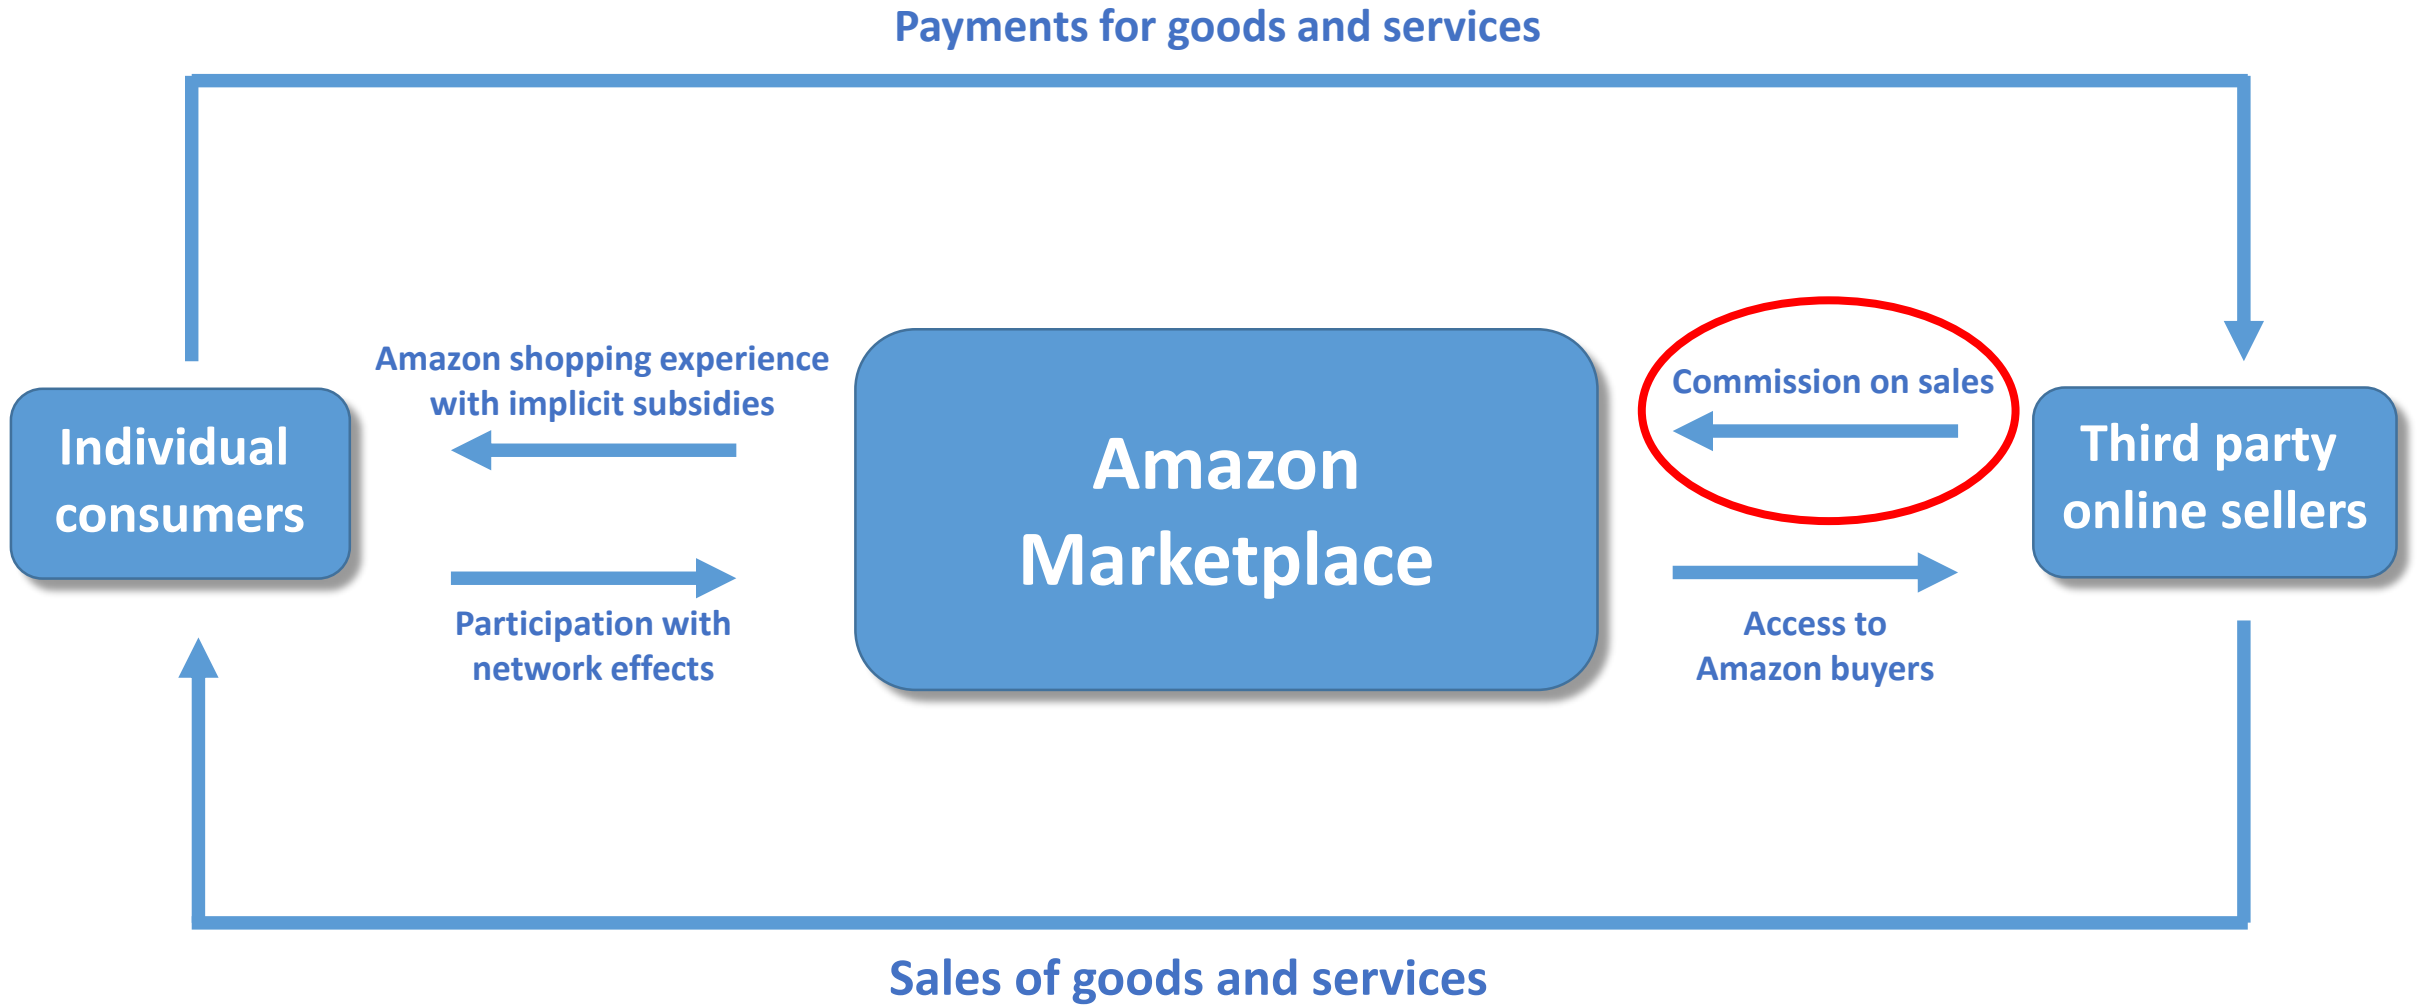 Payments for goods and services
Amazon shopping experience
with implicit subsidies
Commission on sales
Individual
consumers
Amazon
Marketplace
Third party
online sellers
Participation with
network effects
Access to
Amazon buyers
Sales of goods and services